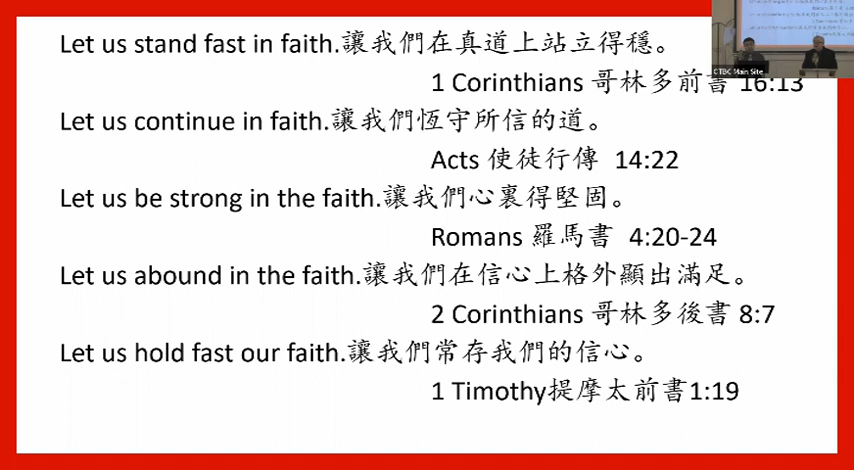 Let us stand fast in faith.讓我們在真道上站立得穩。
1 Corinthians 哥林多前書 16:13
Let us continue in faith.讓我們恆守所信的道。
Acts 使徒行傳 14:22
Let us be strong in the faith.讓我們心裏得堅固。
Romans 羅馬書 4:20-24
Let us abound in the faith.讓我們在信心上格外顯出滿足。
2 Corinthians 哥林多後書 8:7
Let us hold fast our faith.讓我們常存我們的信心。
1 Timothy提摩太前書1:19
CTBC Main Site